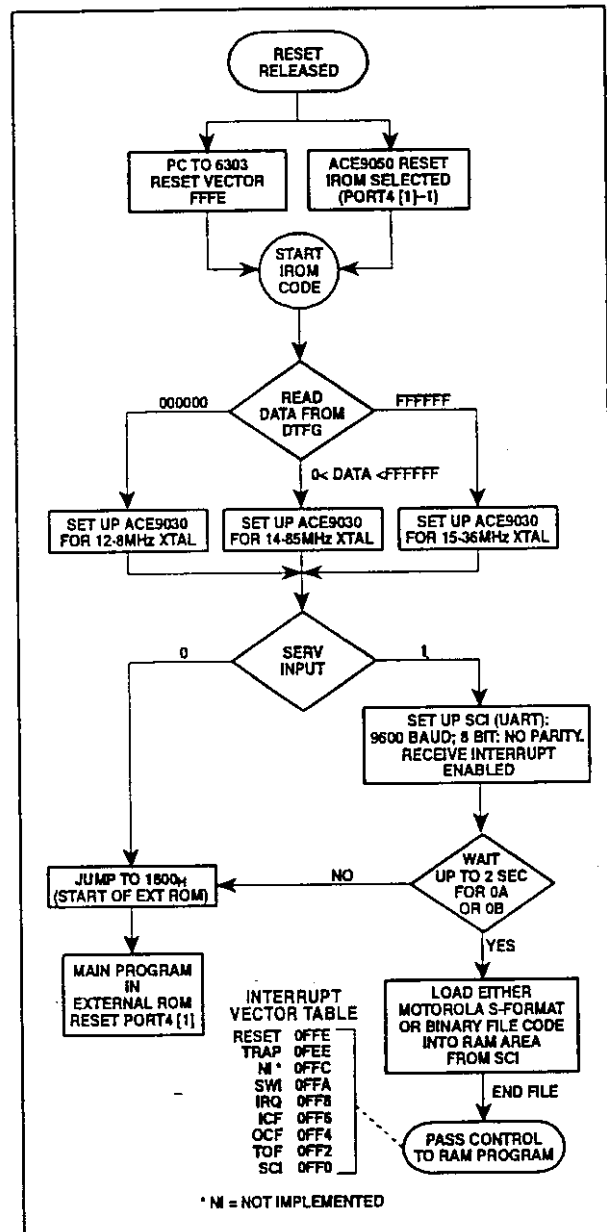 RESET
RELEASED
PC TO 6303
RESET VECTOR
FFFE
ACE9050 RESET
IROM SELECTED
(PORT4 [1]–1)
START
IROM
CODE
000000
READ
DATA FROM
DTFG
FFFFFF
0< DATA <FFFFFF
SET UP ACE9030
FOR 12·8MHz XTAL
SET UP ACE9030
FOR 14·85MHz XTAL
SET UP ACE9030
FOR 15·36MHz XTAL
0
SERV
INPUT
1
SET UP SCI (UART):
9600 BAUD; 8 BIT: NO PARITY.
RECEIVE INTERRUPT
ENABLED
JUMP TO 1800H
(START OF EXT ROM)
NO
WAIT
UP TO 2 SEC
FOR 0A
OR 0B
YES
MAIN PROGRAM
IN
EXTERNAL ROM
RESET PORT4 [1]
INTERRUPT
VECTOR TABLE
RESET 0FFE
TRAP 0FEE
NI * 0FFC
SWI 0FFA
IRQ 0FF8
ICF 0FF6
OCF 0FF4
TOF 0FF2
SCI 0FF0
LOAD EITHER
MOTOROLA S-FORMAT
OR BINARY FILE CODE
INTO RAM AREA
FROM SCI
END FILE
PASS CONTROL
TO RAM PROGRAM
* NI = NOT IMPLEMENTED